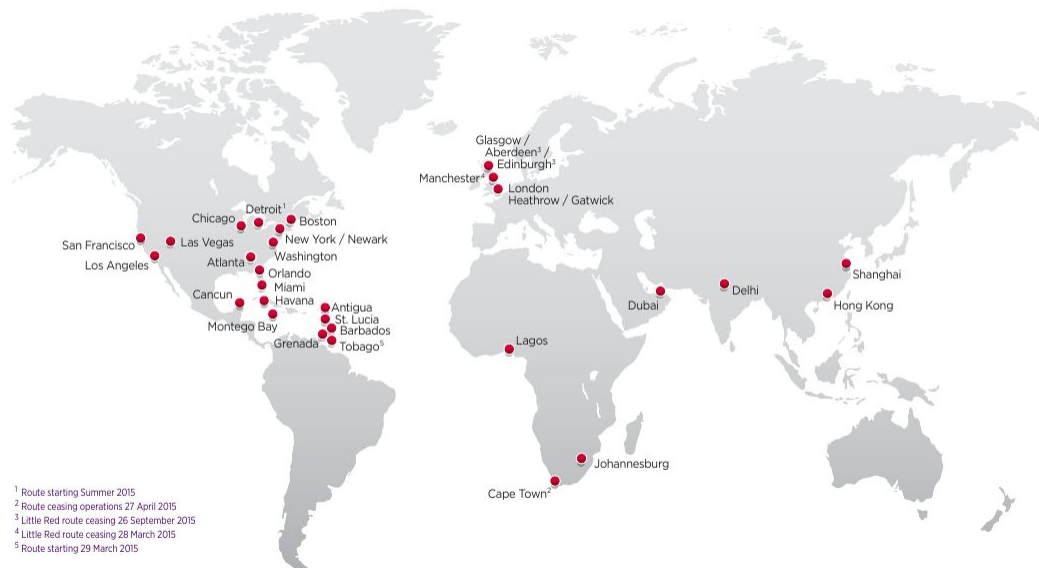 Glasgow /
Aberdeen³ /
Edinburgh³
Manchester⁴
London
Heathrow / Gatwick
Detroit¹
Chicago
Boston
New York / Newark
San Francisco
Las Vegas
Washington
Los Angeles
Atlanta
Orlando
Miami
Cancun
Havana
Antigua
St. Lucia
Montego Bay
Barbados
Grenada
Tobago⁵
Shanghai
Delhi
Dubai
Hong Kong
Lagos
Johannesburg
Cape Town²
¹ Route starting Summer 2015
² Route ceasing operations 27 April 2015
³ Little Red route ceasing 26 September 2015
⁴ Little Red route ceasing 28 March 2015
⁵ Route starting 29 March 2015